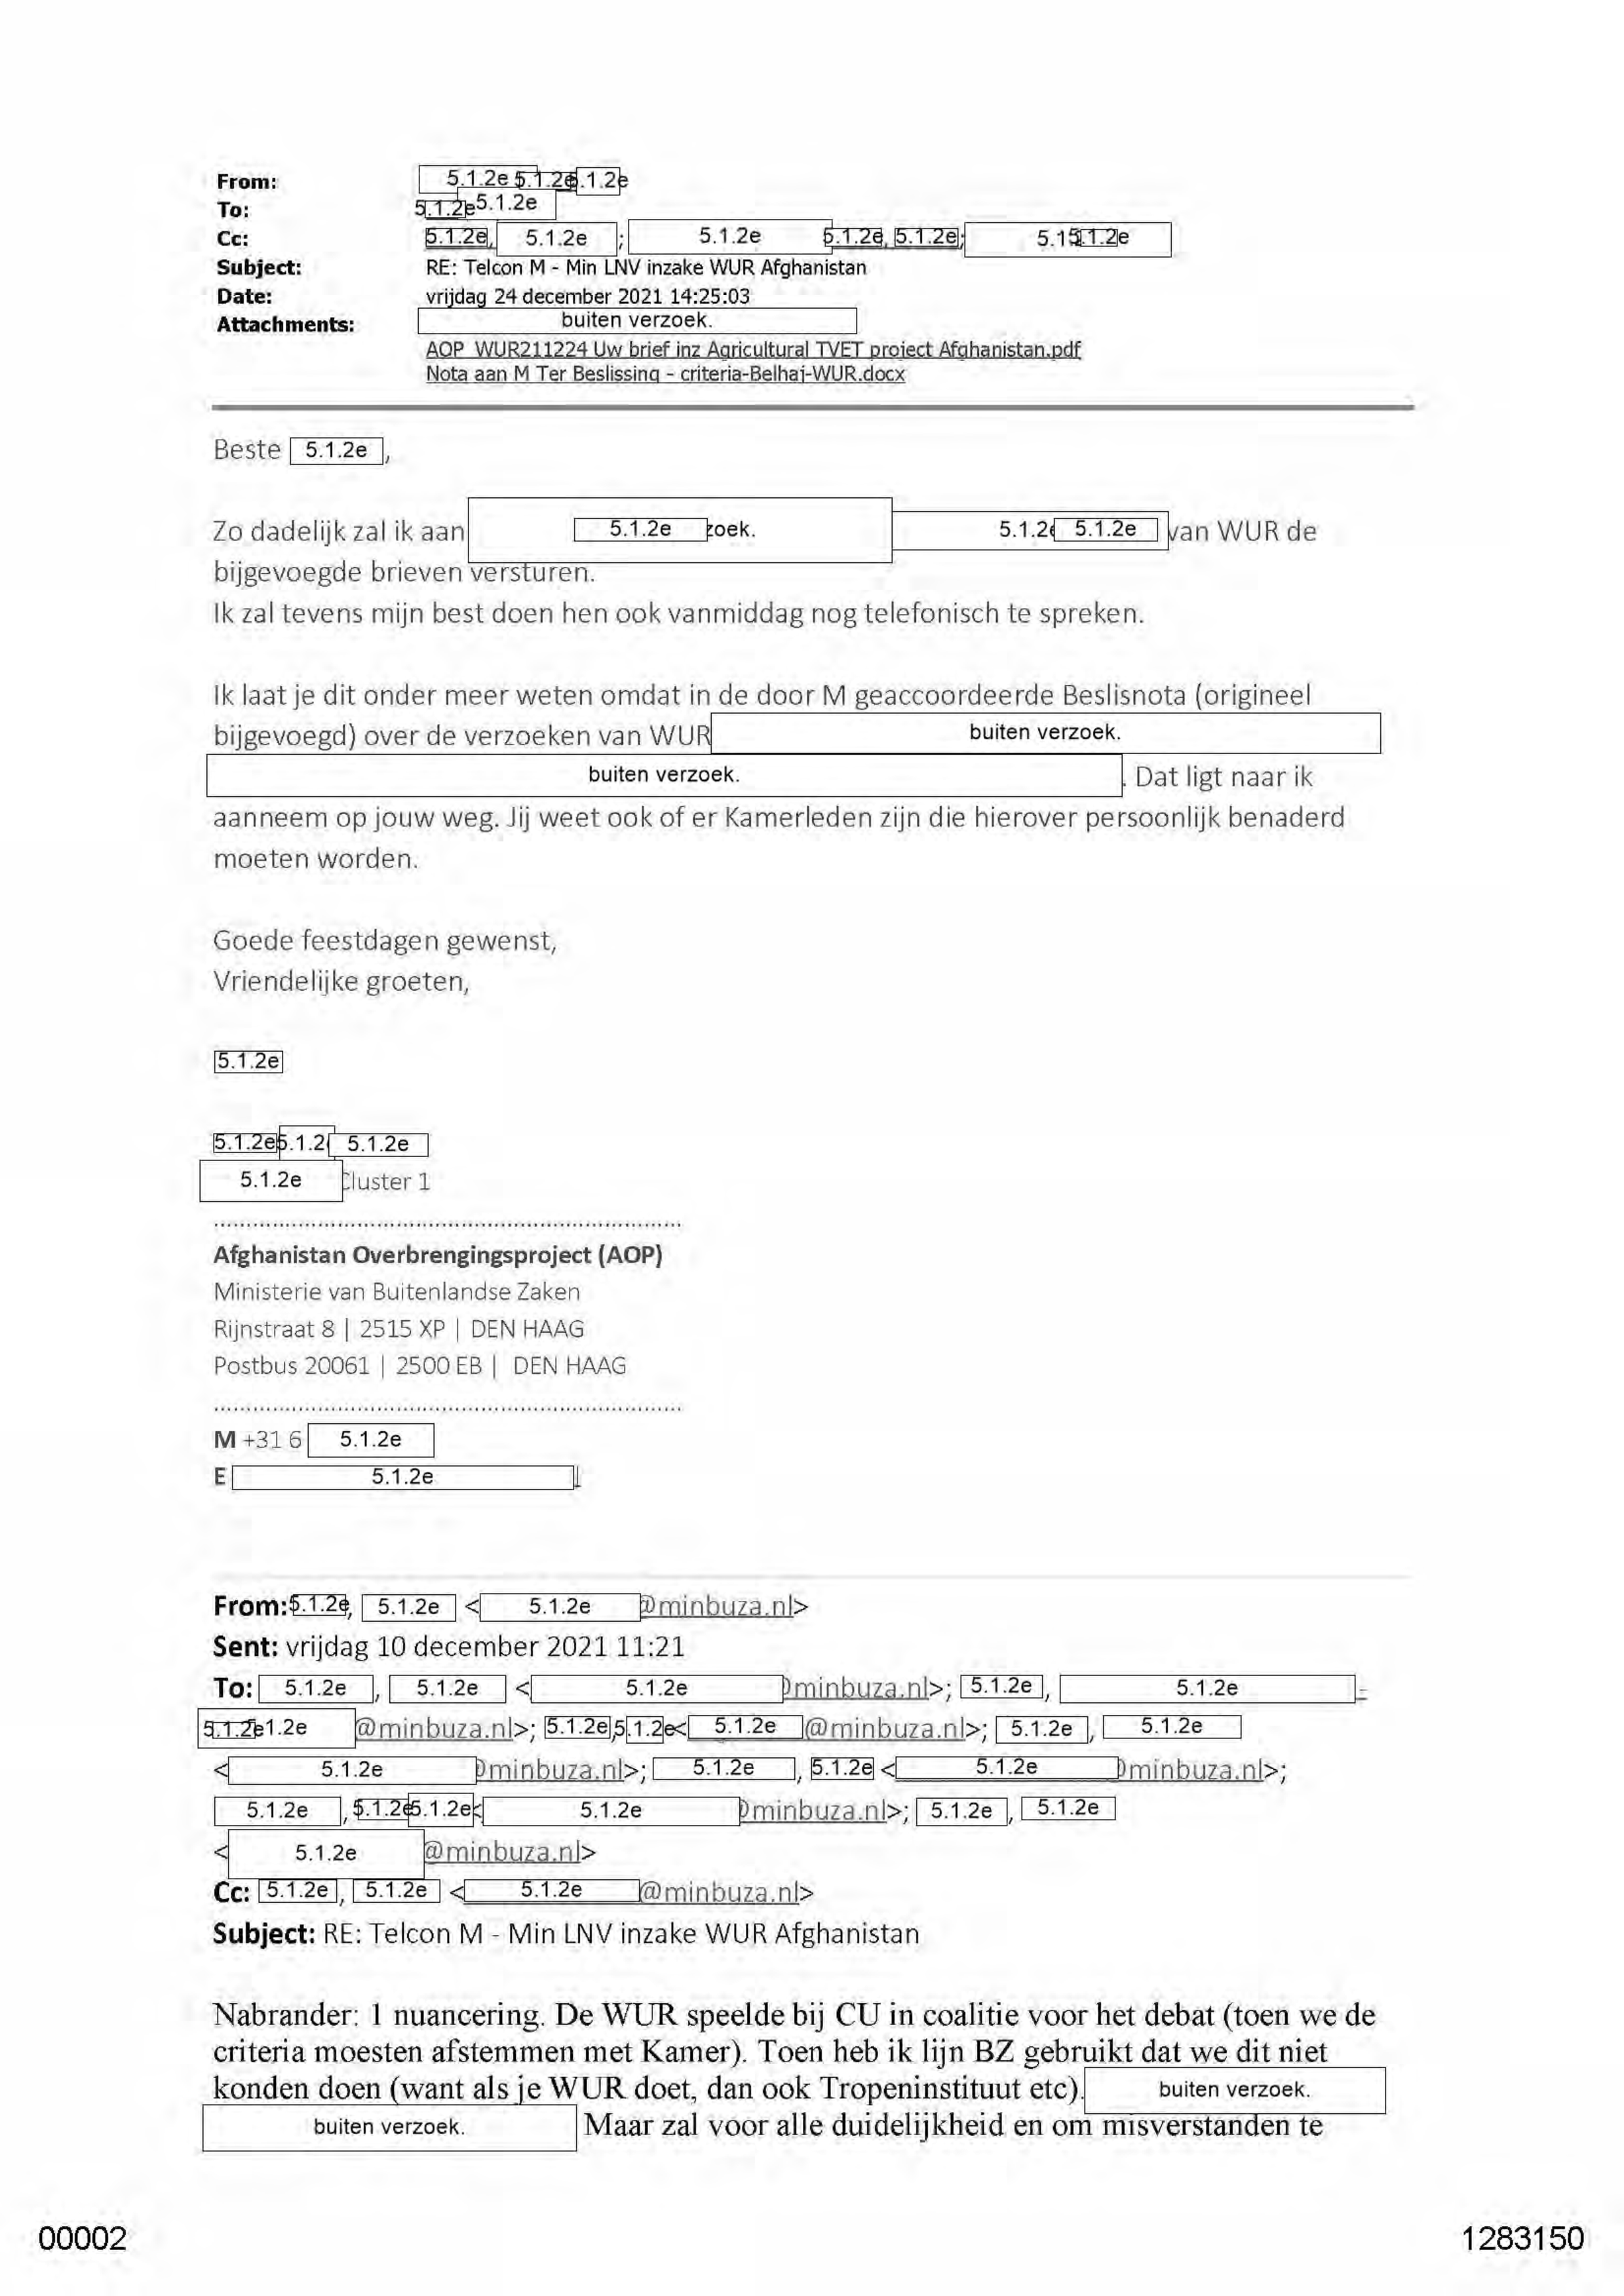 From: 5.1.2e 5.1.2e 5.1.2e
To: 5.1.2e 5.1.2e
Cc: 5.1.2e, 5.1.2e ; 5.1.2e 5.1.2e, 5.1.2e; 5.1 5.1.2e
Subject: RE: Telcon M - Min LNV inzake WUR Afghanistan
Date: vrijdag 24 december 2021 14:25:03
Attachments: buiten verzoek.
AOP WUR211224 Uw brief inz Agricultural TVET project Afghanistan.pdf
Nota aan M Ter Beslissing - criteria-Belhaj-WUR.docx
Beste 5.1.2e ,
Zo dadelijk zal ik aan 5.1.2e zoek. 5.1.2e 5.1.2e van WUR de
bijgevoegde brieven versturen.
Ik zal tevens mijn best doen hen ook vanmiddag nog telefonisch te spreken.
Ik laat je dit onder meer weten omdat in de door M geaccoordeerde Beslisnota (origineel
bijgevoegd) over de verzoeken van WUR buiten verzoek.
buiten verzoek. . Dat ligt naar ik
aanneem op jouw weg. Jij weet ook of er Kamerleden zijn die hierover persoonlijk benaderd
moeten worden.
Goede feestdagen gewenst,
Vriendelijke groeten,
5.1.2e
5.1.2e 5.1.2e 5.1.2e
5.1.2e Cluster 1
Afghanistan Overbrengingsproject (AOP)
Ministerie van Buitenlandse Zaken
Rijnstraat 8 | 2515 XP | DEN HAAG
Postbus 20061 | 2500 EB | DEN HAAG
M +31 6 5.1.2e
E 5.1.2e
From: 5.1.2e, 5.1.2e < 5.1.2e @minbuza.nl>
Sent: vrijdag 10 december 2021 11:21
To: 5.1.2e , 5.1.2e < 5.1.2e @minbuza.nl>; 5.1.2e , 5.1.2e -
5.1.2e 1.2e @minbuza.nl>; 5.1.2e, 5.1.2e < 5.1.2e @minbuza.nl>; 5.1.2e , 5.1.2e
< 5.1.2e @minbuza.nl>; 5.1.2e , 5.1.2e < 5.1.2e @minbuza.nl>;
5.1.2e , 5.1.2e 5.1.2e < 5.1.2e @minbuza.nl>; 5.1.2e , 5.1.2e
< 5.1.2e @minbuza.nl>
Cc: 5.1.2e , 5.1.2e < 5.1.2e @minbuza.nl>
Subject: RE: Telcon M - Min LNV inzake WUR Afghanistan
Nabrander: 1 nuancering. De WUR speelde bij CU in coalitie voor het debat (toen we de
criteria moesten afstemmen met Kamer). Toen heb ik lijn BZ gebruikt dat we dit niet
konden doen (want als je WUR doet, dan ook Tropeninstituut etc). buiten verzoek.
buiten verzoek. Maar zal voor alle duidelijkheid en om misverstanden te
00002 1283150